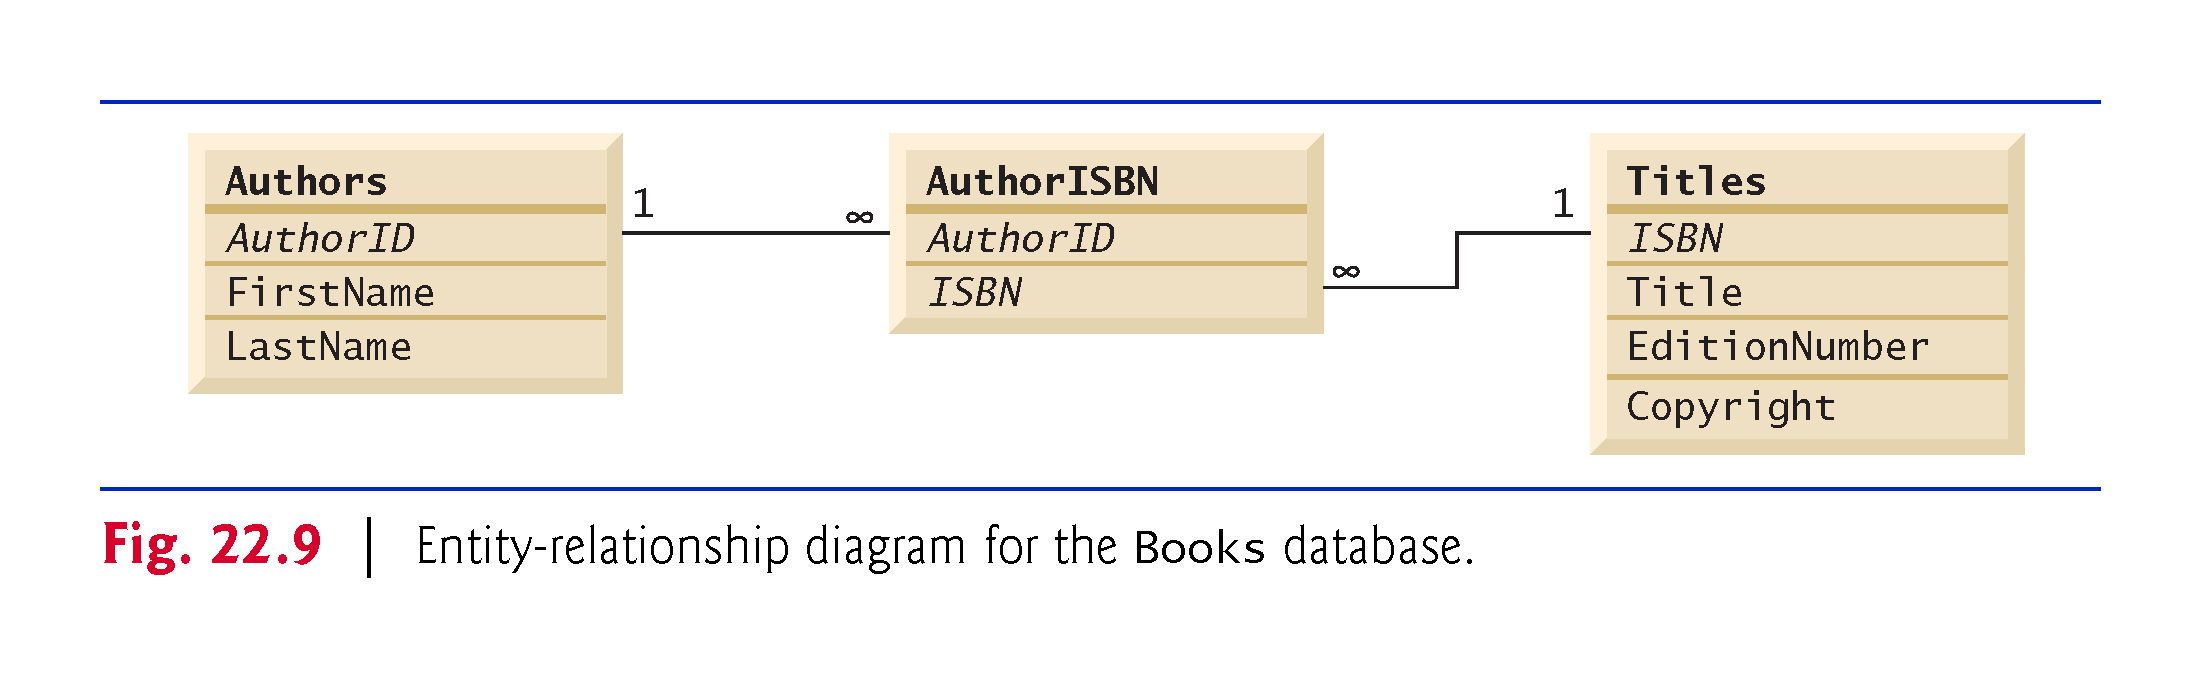 Authors
AuthorID
FirstName
LastName
1
∞
AuthorISBN
AuthorID
ISBN
∞
1
Titles
ISBN
Title
EditionNumber
Copyright
Fig. 22.9 | Entity-relationship diagram for the Books database.